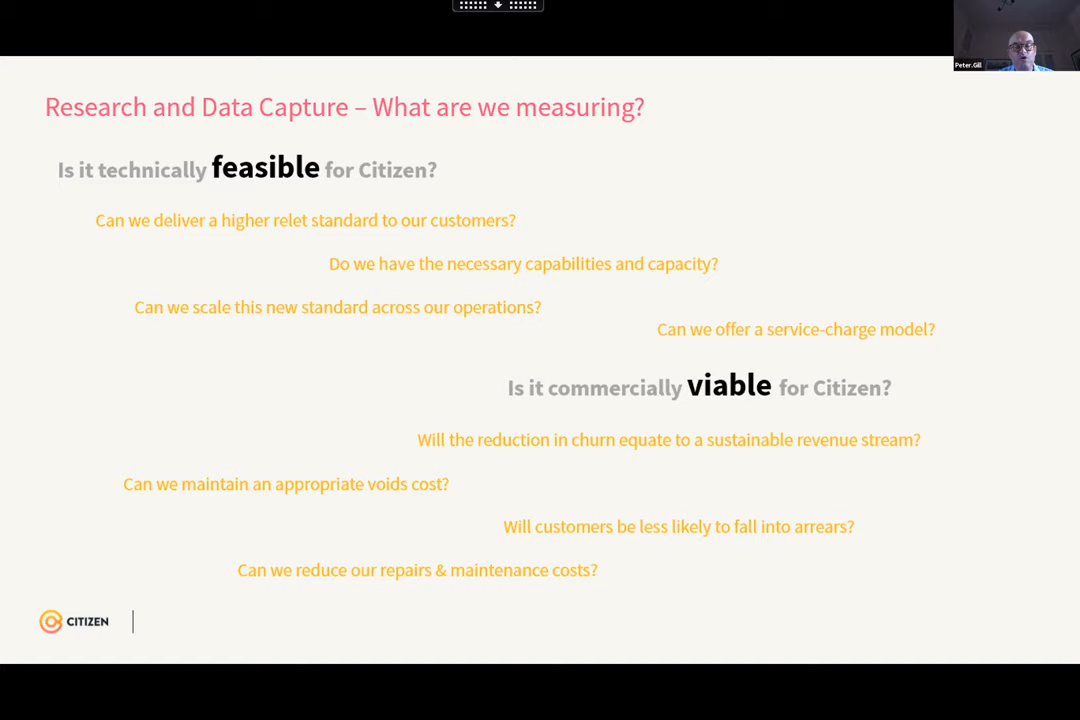 Peter.Gill
Research and Data Capture – What are we measuring?
Is it technically feasible for Citizen?
Can we deliver a higher relet standard to our customers?
Do we have the necessary capabilities and capacity?
Can we scale this new standard across our operations?
Can we offer a service-charge model?
Is it commercially viable for Citizen?
Will the reduction in churn equate to a sustainable revenue stream?
Can we maintain an appropriate voids cost?
Will customers be less likely to fall into arrears?
Can we reduce our repairs & maintenance costs?
CITIZEN